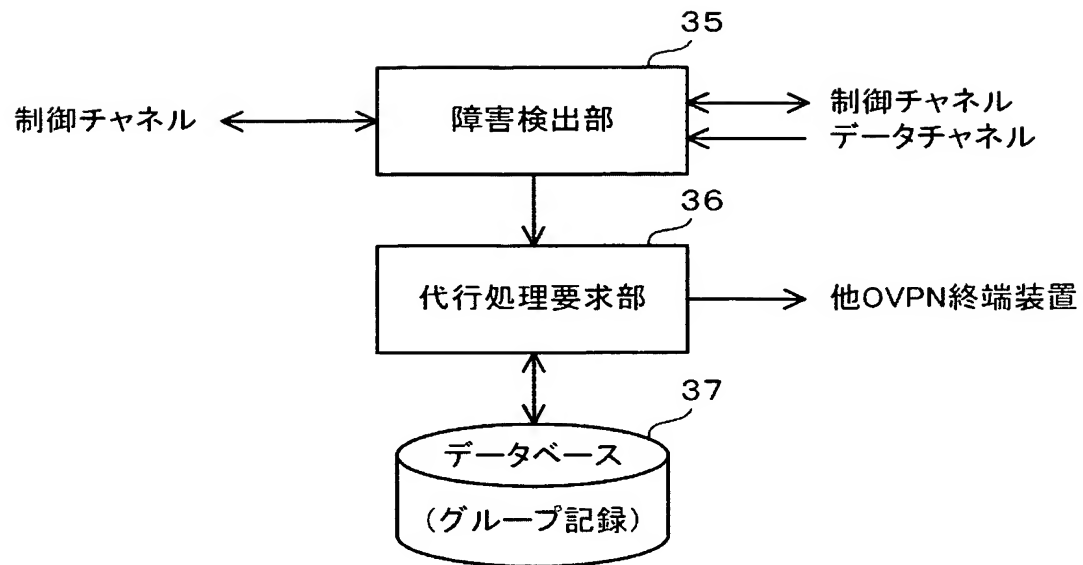 35
制御チャネル
障害検出部
制御チャネル
データチャネル
36
代行処理要求部
他OVPN終端装置
37
データベース
(グループ記録)